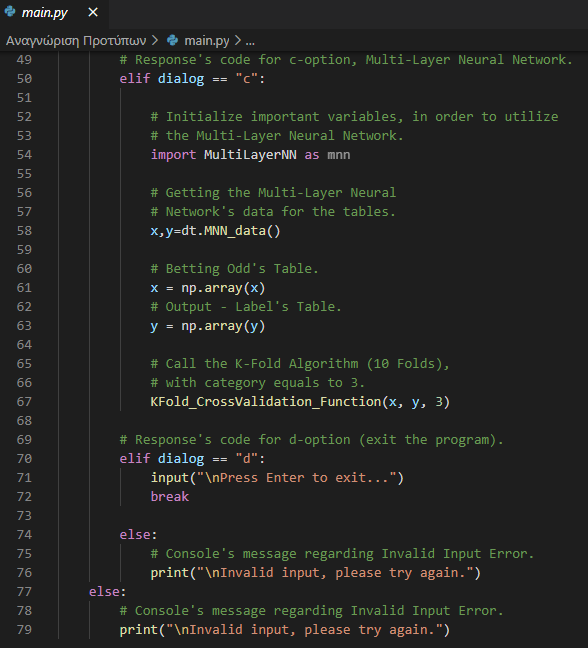 main.py ×
Αναγνώριση Προτύπων > main.py > ...
49 # Response's code for c-option, Multi-Layer Neural Network.
50 elif dialog == "c":
51
52 # Initialize important variables, in order to utilize
53 # the Multi-Layer Neural Network.
54 import MultiLayerNN as mnn
55
56 # Getting the Multi-Layer Neural
57 # Network's data for the tables.
58 x,y=dt.MNN_data()
59
60 # Betting Odd's Table.
61 x = np.array(x)
62 # Output - Label's Table.
63 y = np.array(y)
64
65 # Call the K-Fold Algorithm (10 Folds),
66 # with category equals to 3.
67 KFold_CrossValidation_Function(x, y, 3)
68
69 # Response's code for d-option (exit the program).
70 elif dialog == "d":
71 input("\nPress Enter to exit...")
72 break
73
74 else:
75 # Console's message regarding Invalid Input Error.
76 print("\nInvalid input, please try again.")
77 else:
78 # Console's message regarding Invalid Input Error.
79 print("\nInvalid input, please try again.")